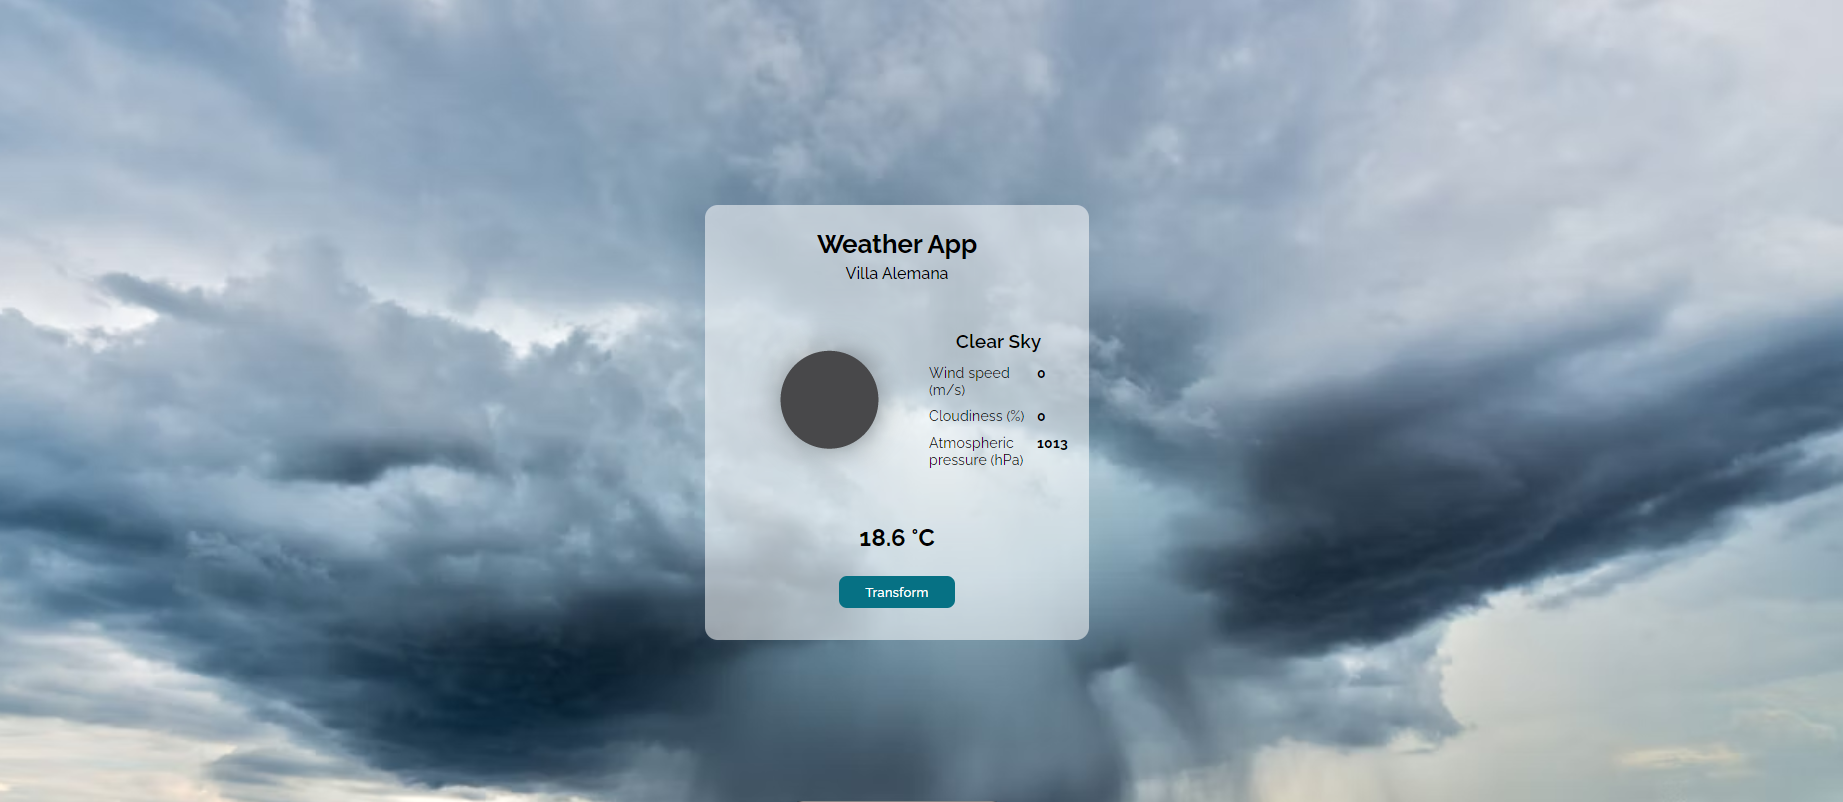 Weather App
Villa Alemana
Clear Sky
Wind speed 0
(m/s)
Cloudiness (%) 0
Atmospheric 1013
pressure (hPa)
18.6 °C
Transform